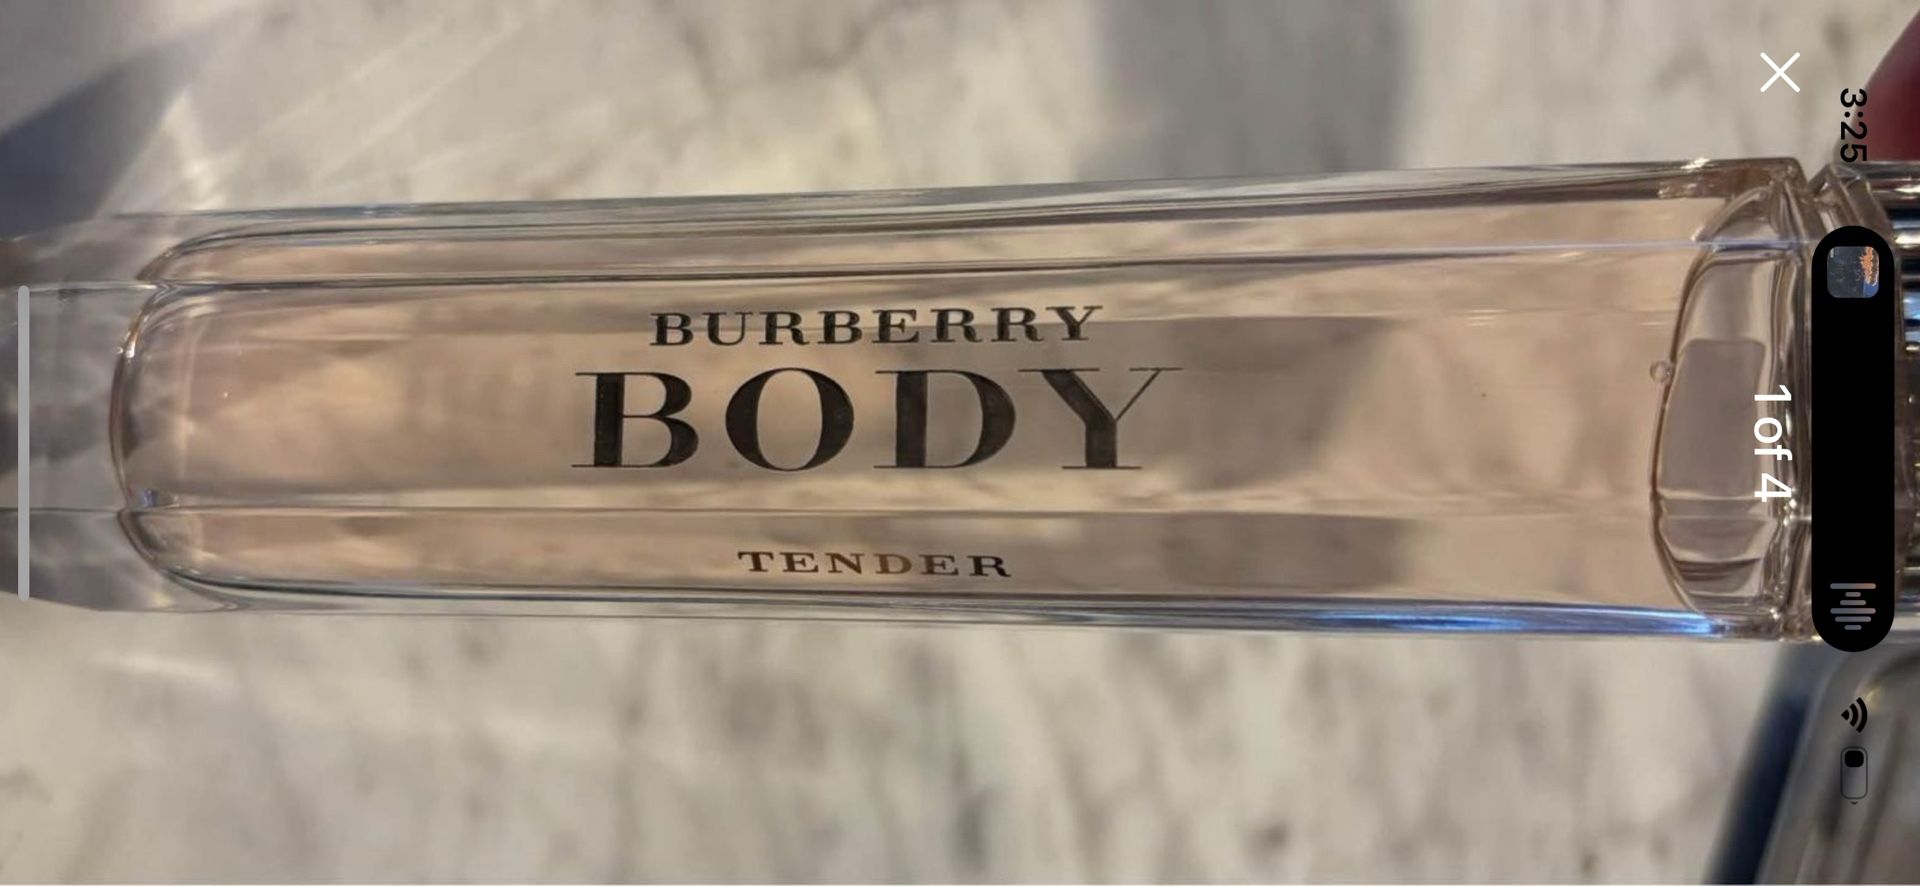 BURBERRY
BODY
TENDER
3:25
1 of 4